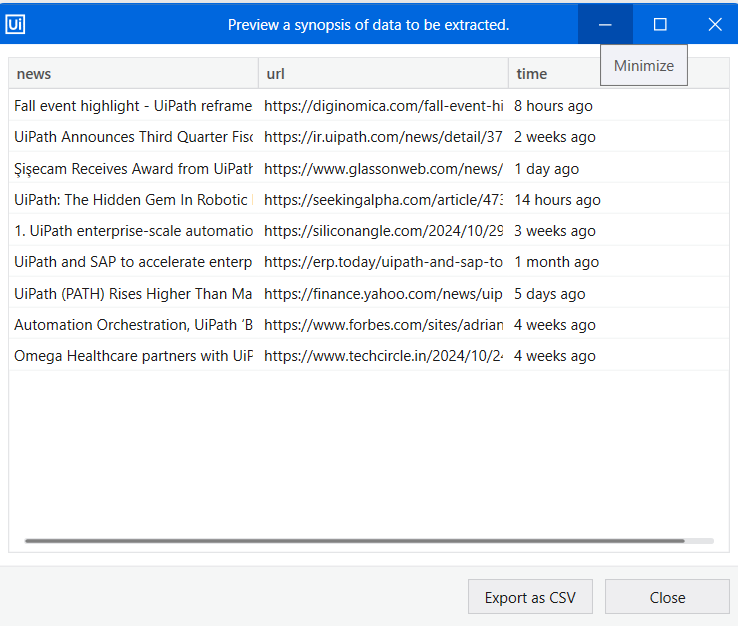 Ui Preview a synopsis of data to be extracted.
Minimize
news url time
Fall event highlight - UiPath reframe https://diginomica.com/fall-event-hi 8 hours ago
UiPath Announces Third Quarter Fisc https://ir.uipath.com/news/detail/37 2 weeks ago
Şişecam Receives Award from UiPath https://www.glassonweb.com/news/ 1 day ago
UiPath: The Hidden Gem In Robotic https://seekingalpha.com/article/473 14 hours ago
1. UiPath enterprise-scale automatio https://siliconangle.com/2024/10/29 3 weeks ago
UiPath and SAP to accelerate enterp https://erp.today/uipath-and-sap-to 1 month ago
UiPath (PATH) Rises Higher Than Ma https://finance.yahoo.com/news/uip 5 days ago
Automation Orchestration, UiPath ‘B https://www.forbes.com/sites/adrian 4 weeks ago
Omega Healthcare partners with UiP https://www.techcircle.in/2024/10/24 4 weeks ago
Export as CSV Close